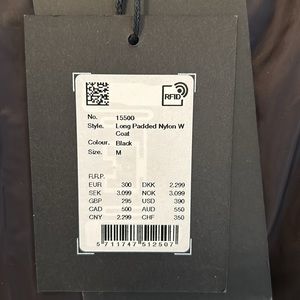 RFID
No. 15500
Style. Long Padded Nylon W
Coat
Colour. Black
Size. M
R.R.P.
EUR 300 DKK 2.299
SEK 3.099 NOK 3.099
GBP 295 USD 390
CAD 500 AUD 550
CNY 2.299 CHF 350
5 711747 512507